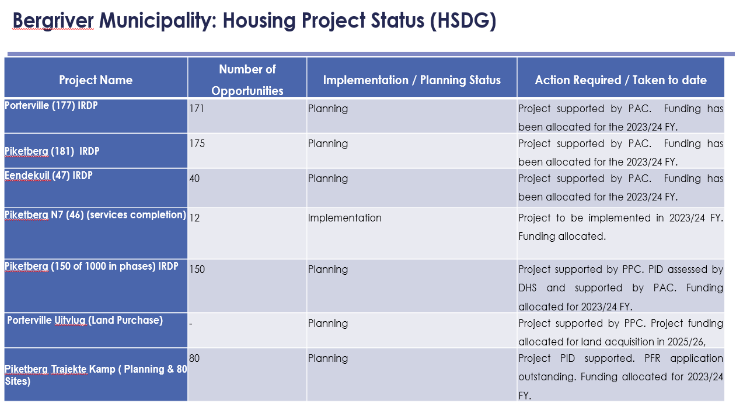 Bergriver Municipality: Housing Project Status (HSDG)
Project Name
Number of
Opportunities
Implementation / Planning Status
Action Required / Taken to date
Porterville (177) IRDP
171
Planning
Project supported by PAC. Funding has
been allocated for the 2023/24 FY.
Piketberg (181) IRDP
175
Planning
Project supported by PAC. Funding has
been allocated for the 2023/24 FY.
Eendekuil (47) IRDP
40
Planning
Project supported by PAC. Funding has
been allocated for the 2023/24 FY.
Piketberg N7 (46) (services completion)
12
Implementation
Project to be implemented in 2023/24 FY.
Funding allocated.
Piketberg (150 of 1000 in phases) IRDP
150
Planning
Project supported by PPC. PID assessed by
DHS and supported by PAC. Funding
allocated for 2023/24 FY.
Porterville Uitvlug (Land Purchase)
-
Planning
Project supported by PPC. Project funding
allocated for land acquisition in 2025/26,
Piketberg Trajekte Kamp ( Planning & 80
Sites)
80
Planning
Project PID supported. PFR application
outstanding. Funding allocated for 2023/24
FY.